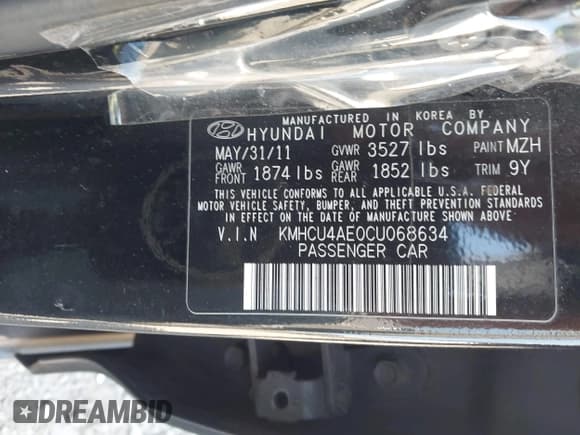 MANUFACTURED IN KOREA BY
HYUNDAI MOTOR COMPANY
MAY/31/11 GVWR 3527 lbs PAINT MZH
GAWR FRONT 1874 lbs GAWR REAR 1852 lbs TRIM 9Y
THIS VEHICLE CONFORMS TO ALL APPLICABLE U.S.A. FEDERAL
MOTOR VEHICLE SAFETY, BUMPER, AND THEFT PREVENTION STANDARDS
IN EFFECT ON THE DATE OF MANUFACTURE SHOWN ABOVE.
V.I.N KMHCU4AE0CU068634
PASSENGER CAR
DREAMBID